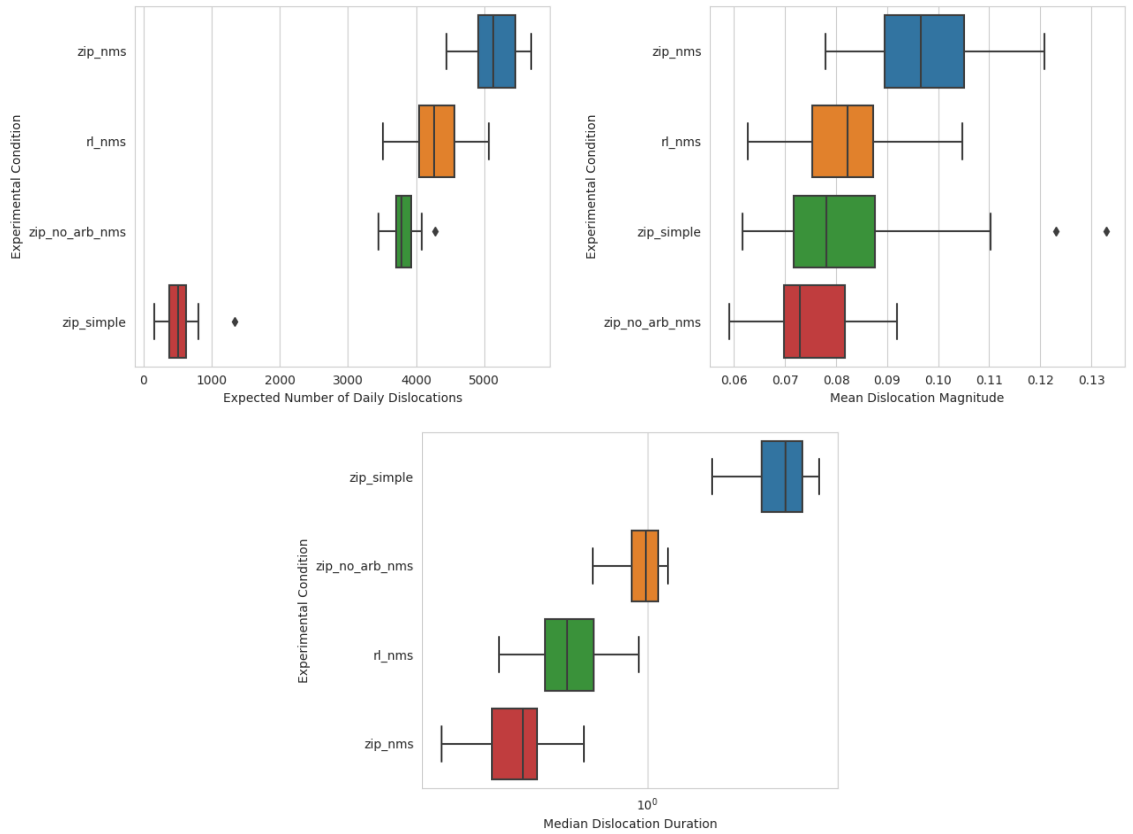 zip_nms
rl_nms
zip_no_arb_nms
zip_simple
Experimental Condition
0 1000 2000 3000 4000 5000
Expected Number of Daily Dislocations
zip_nms
rl_nms
zip_simple
zip_no_arb_nms
Experimental Condition
0.06 0.07 0.08 0.09 0.10 0.11 0.12 0.13
Mean Dislocation Magnitude
zip_simple
zip_no_arb_nms
rl_nms
zip_nms
Experimental Condition
10⁰
Median Dislocation Duration